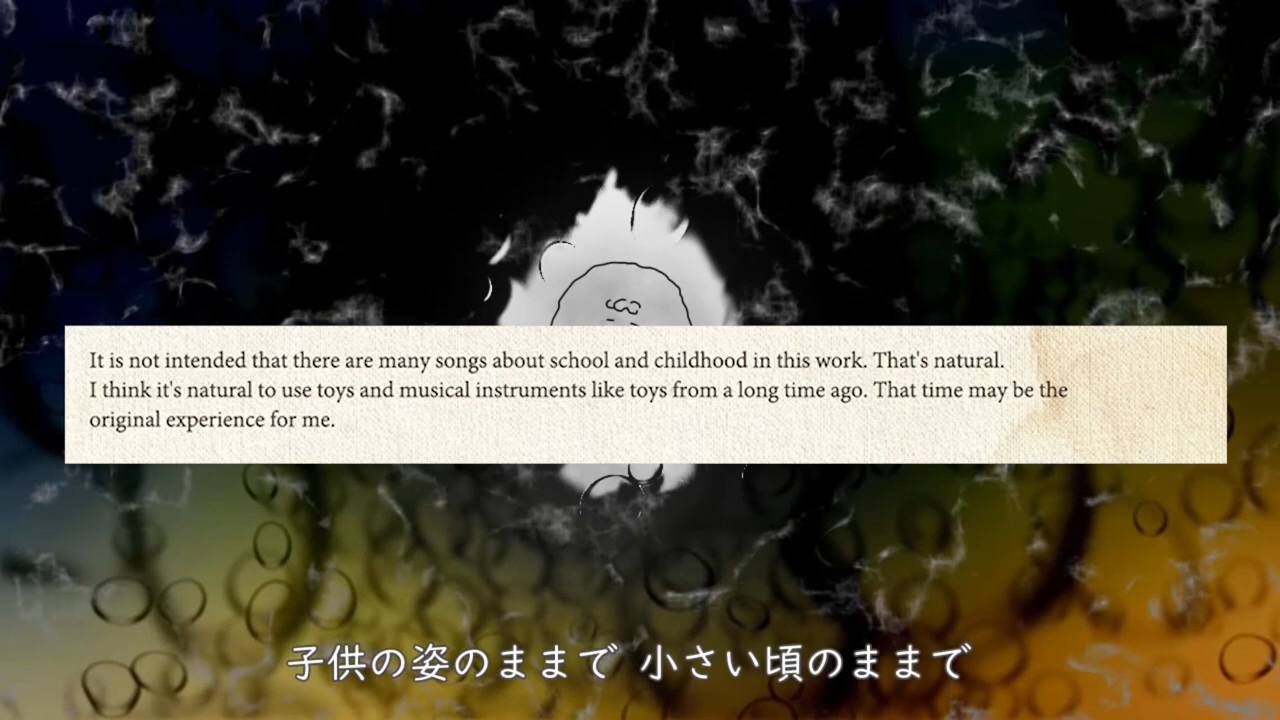 It is not intended that there are many songs about school and childhood in this work. That's natural.
I think it's natural to use toys and musical instruments like toys from a long time ago. That time may be the
original experience for me.
子供の姿のままで 小さい頃のままで